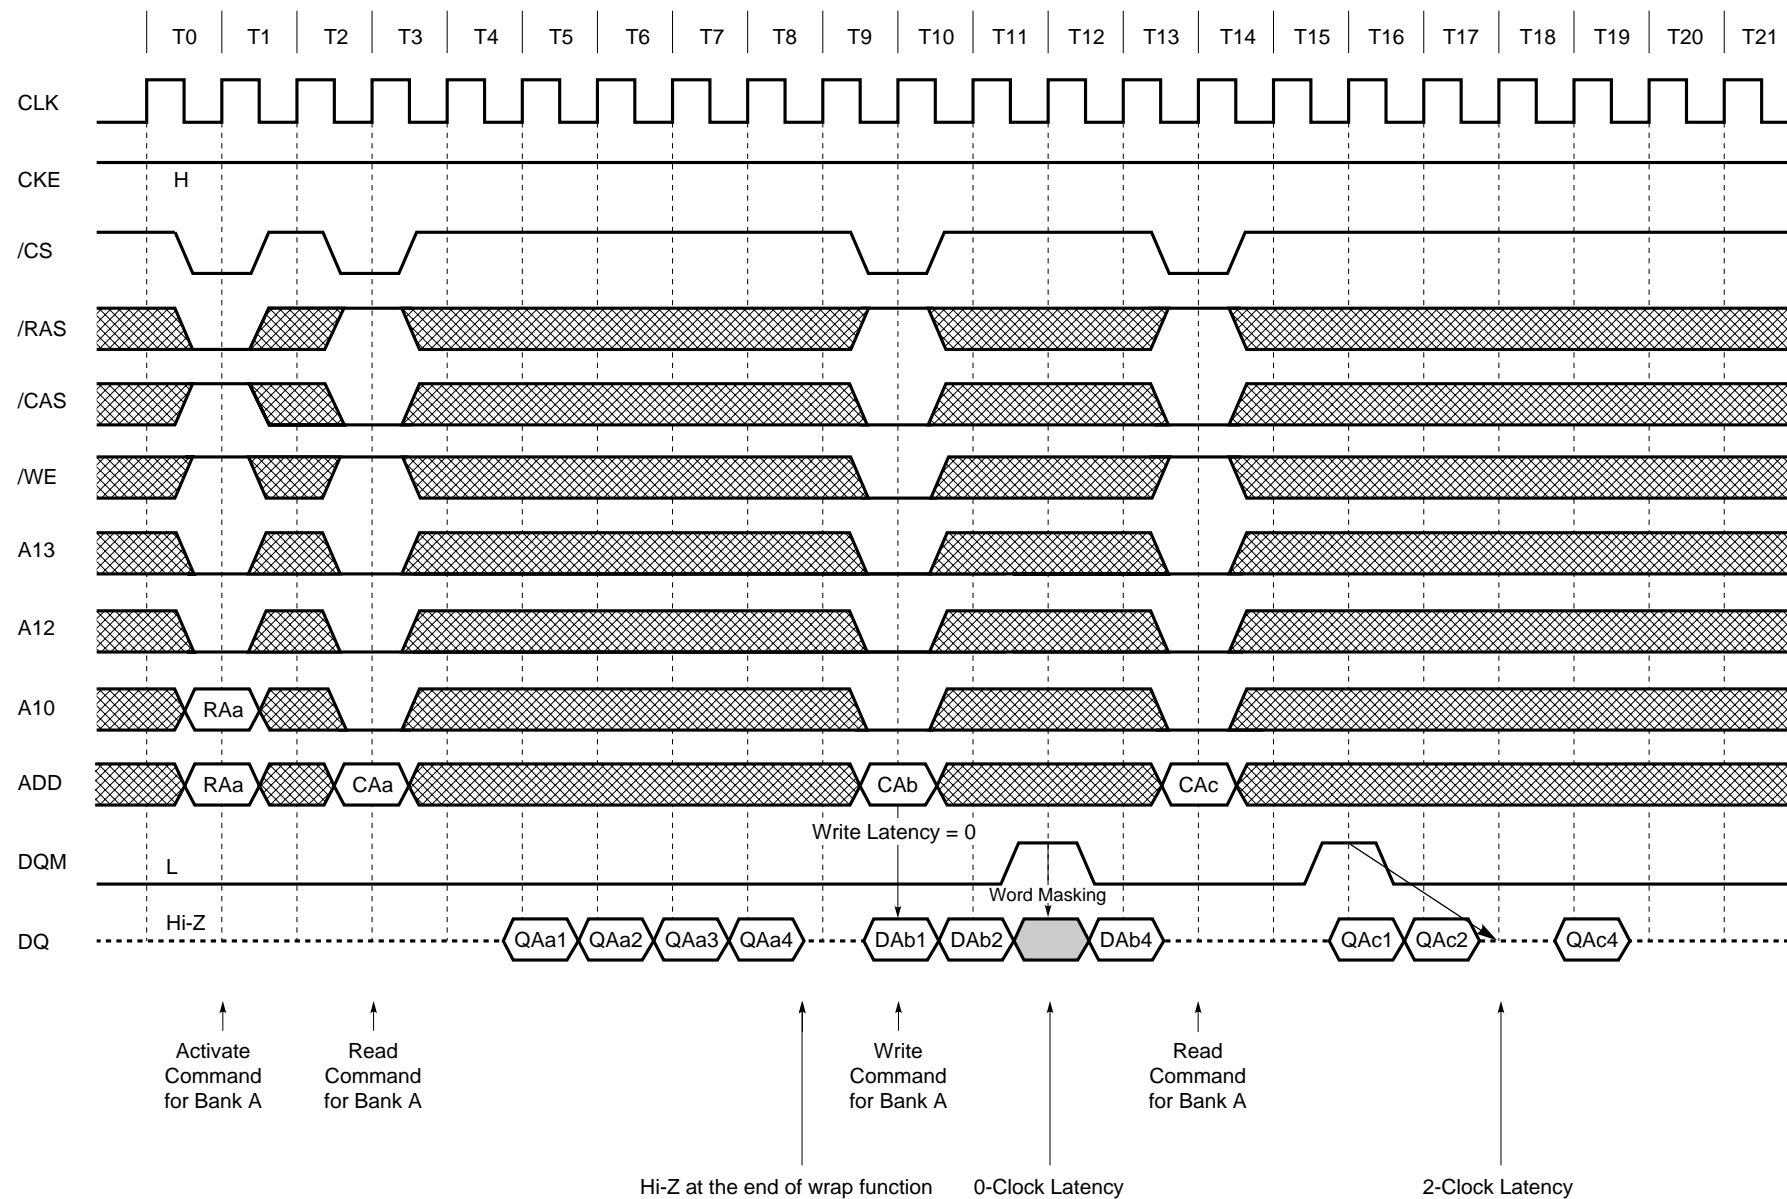 T0 T1 T2 T3 T4 T5 T6 T7 T8 T9 T10 T11 T12 T13 T14 T15 T16 T17 T18 T19 T20 T21
CLK
CKE
H
/CS
/RAS
/CAS
/WE
A13
A12
A10
RAa
ADD
RAa CAa CAb CAc
Write Latency = 0
DQM
L
Word Masking
DQ
Hi-Z
QAa1 QAa2 QAa3 QAa4 DAb1 DAb2 DAb4 QAc1 QAc2 QAc4
Activate
Command
for Bank A
Read
Command
for Bank A
Write
Command
for Bank A
Read
Command
for Bank A
Hi-Z at the end of wrap function
0-Clock Latency
2-Clock Latency